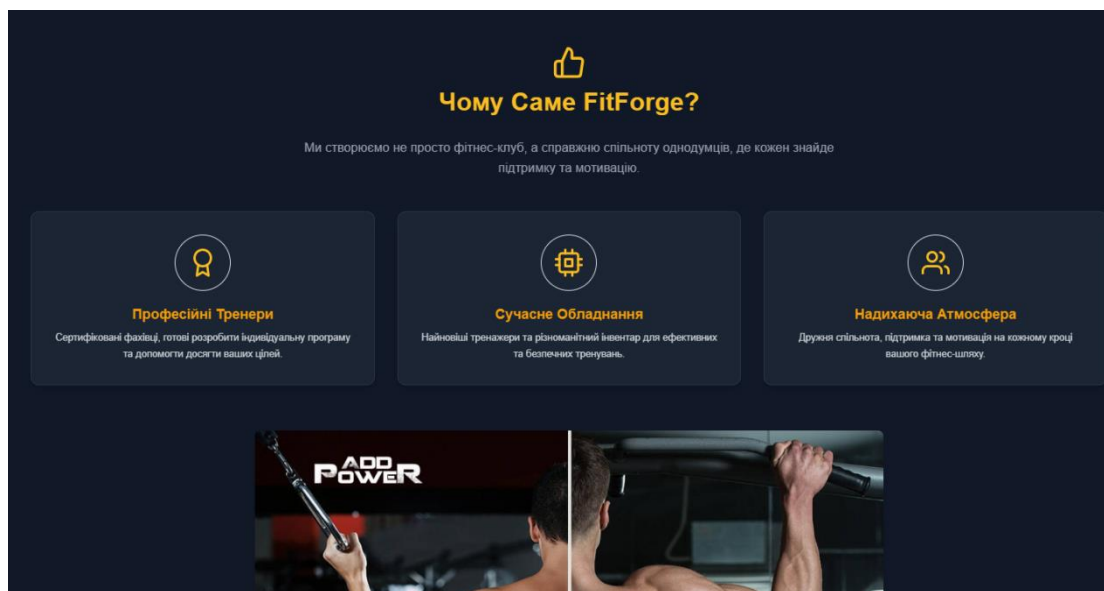 Чому Саме FitForge?
Ми створюємо не просто фітнес-клуб, а справжню спільноту однодумців, де кожен знайде
підтримку та мотивацію.
Професійні Тренери
Сертифіковані фахівці, готові розробити індивідуальну програму
та допомогти досягти ваших цілей.
Сучасне Обладнання
Найновіші тренажери та різноманітний інвентар для ефективних
та безпечних тренувань.
Надихаюча Атмосфера
Дружня спільнота, підтримка та мотивація на кожному кроці
вашого фітнес-шляху.
ADD
POWER